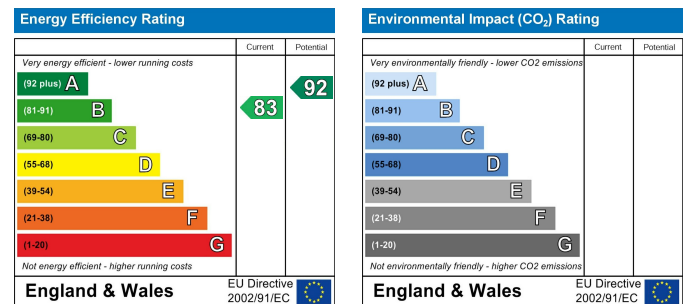 Energy Efficiency Rating
Current Potential
Very energy efficient - lower running costs
(92 plus) A
(81-91) B
(69-80) C
(55-68) D
(39-54) E
(21-38) F
(1-20) G
83
92
Not energy efficient - higher running costs
England & Wales
EU Directive
2002/91/EC
Environmental Impact (CO₂) Rating
Current Potential
Very environmentally friendly - lower CO2 emissions
(92 plus) A
(81-91) B
(69-80) C
(55-68) D
(39-54) E
(21-38) F
(1-20) G
Not environmentally friendly - higher CO2 emissions
England & Wales
EU Directive
2002/91/EC